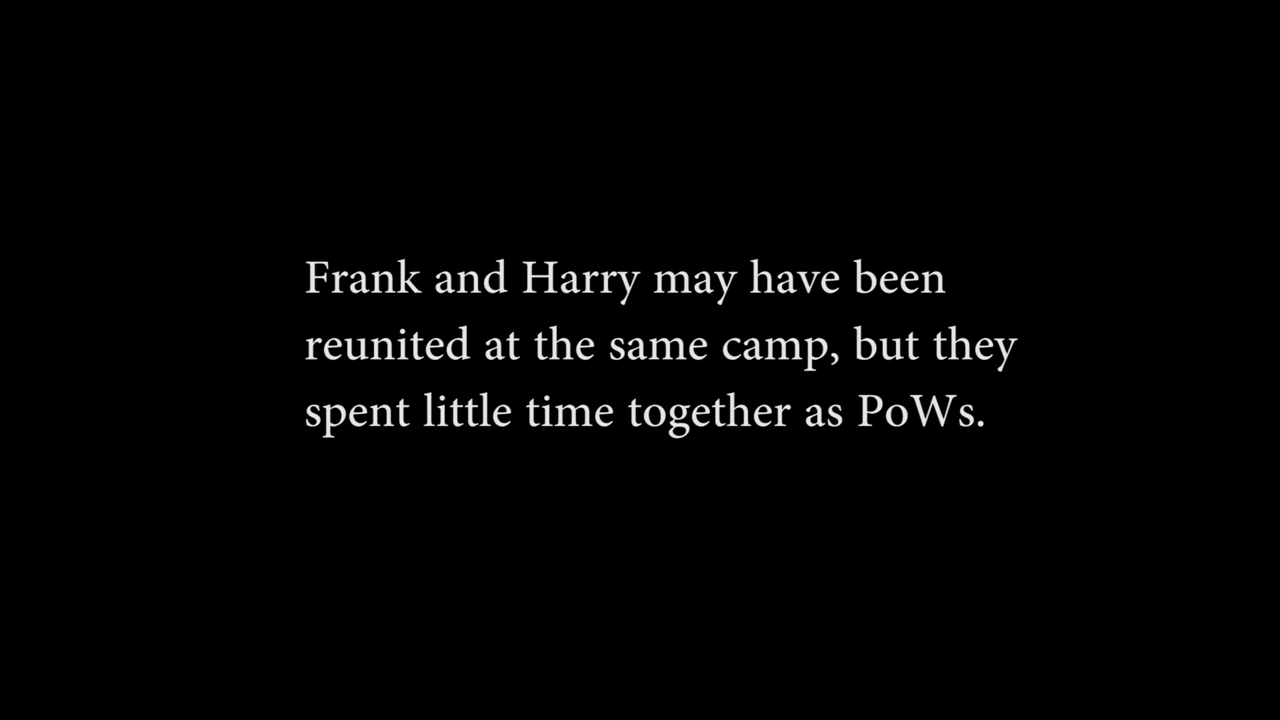 Frank and Harry may have been
reunited at the same camp, but they
spent little time together as PoWs.